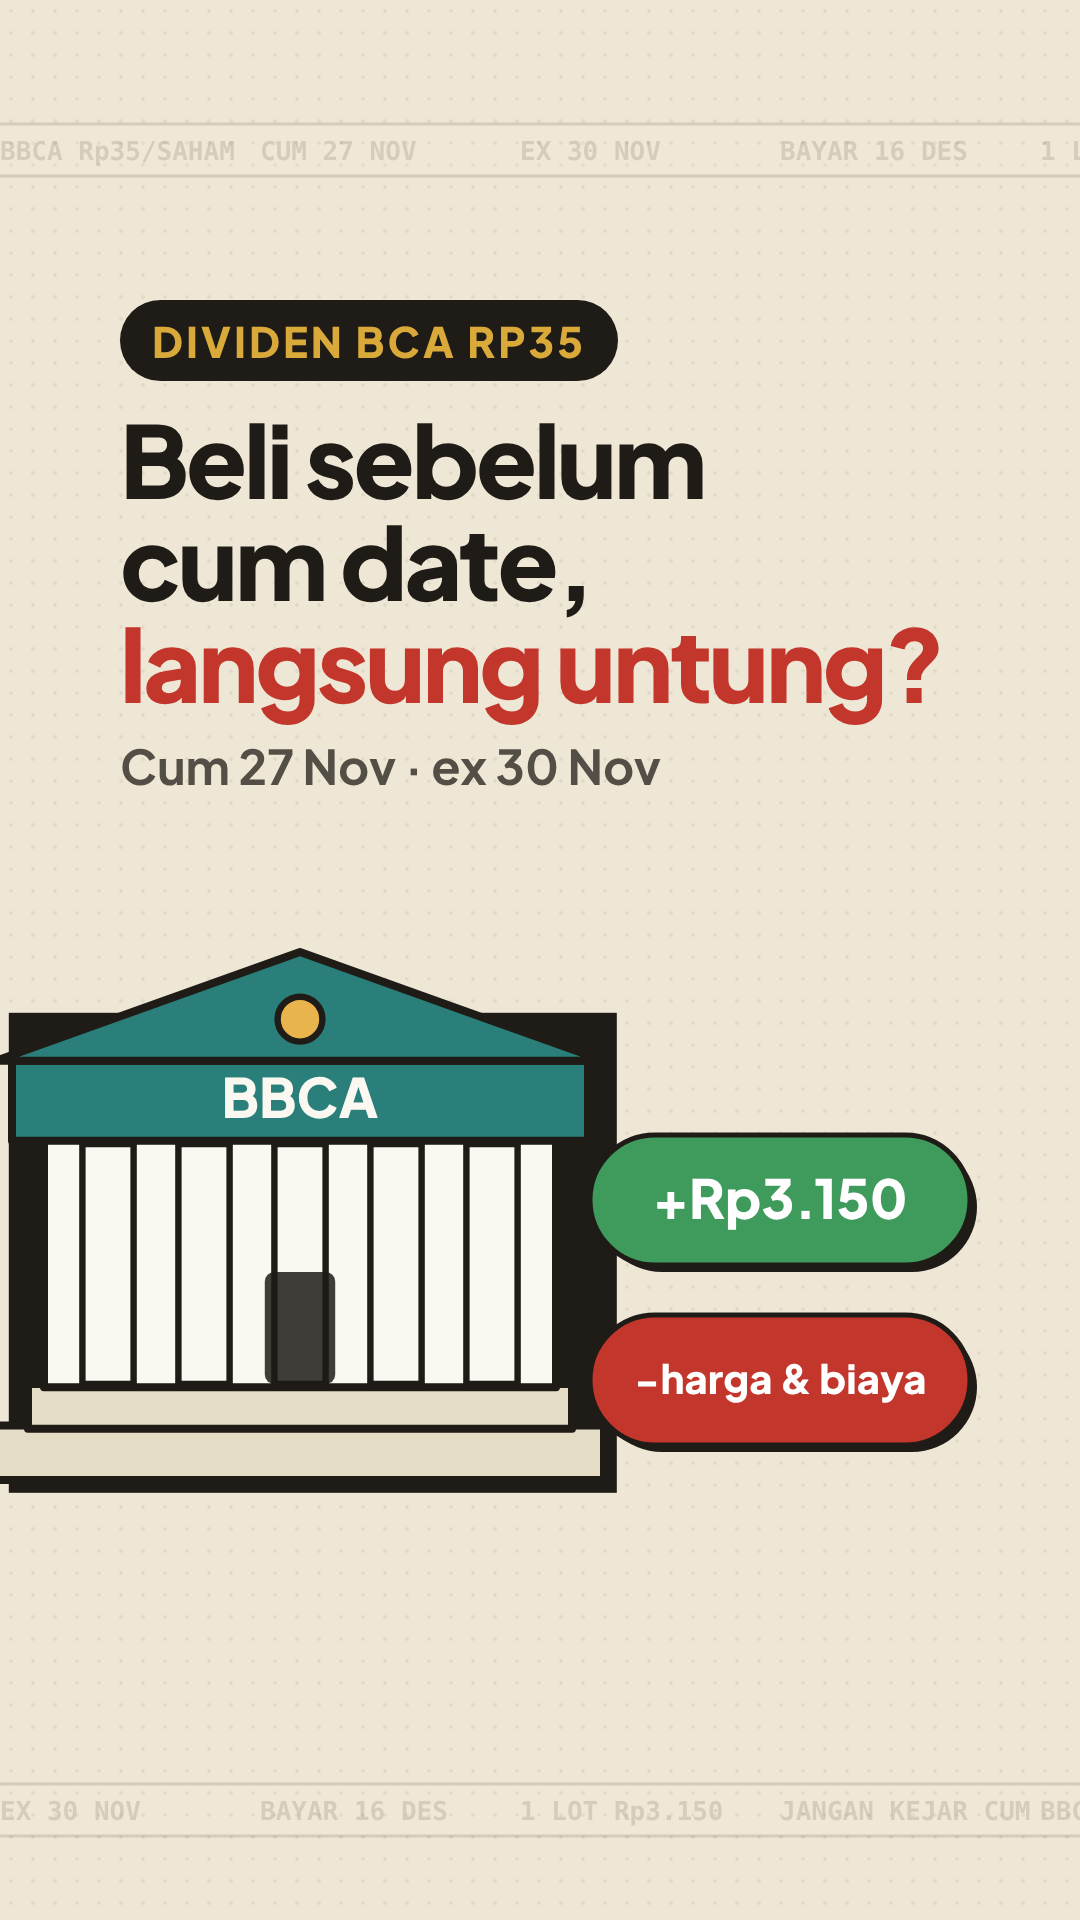 BBCA Rp35/SAHAM CUM 27 NOV EX 30 NOV BAYAR 16 DES 1 L
DIVIDEN BCA RP35
Beli sebelum
cum date,
langsung untung?
Cum 27 Nov · ex 30 Nov
BBCA
+Rp3.150
–harga & biaya
EX 30 NOV BAYAR 16 DES 1 LOT Rp3.150 JANGAN KEJAR CUM BBC